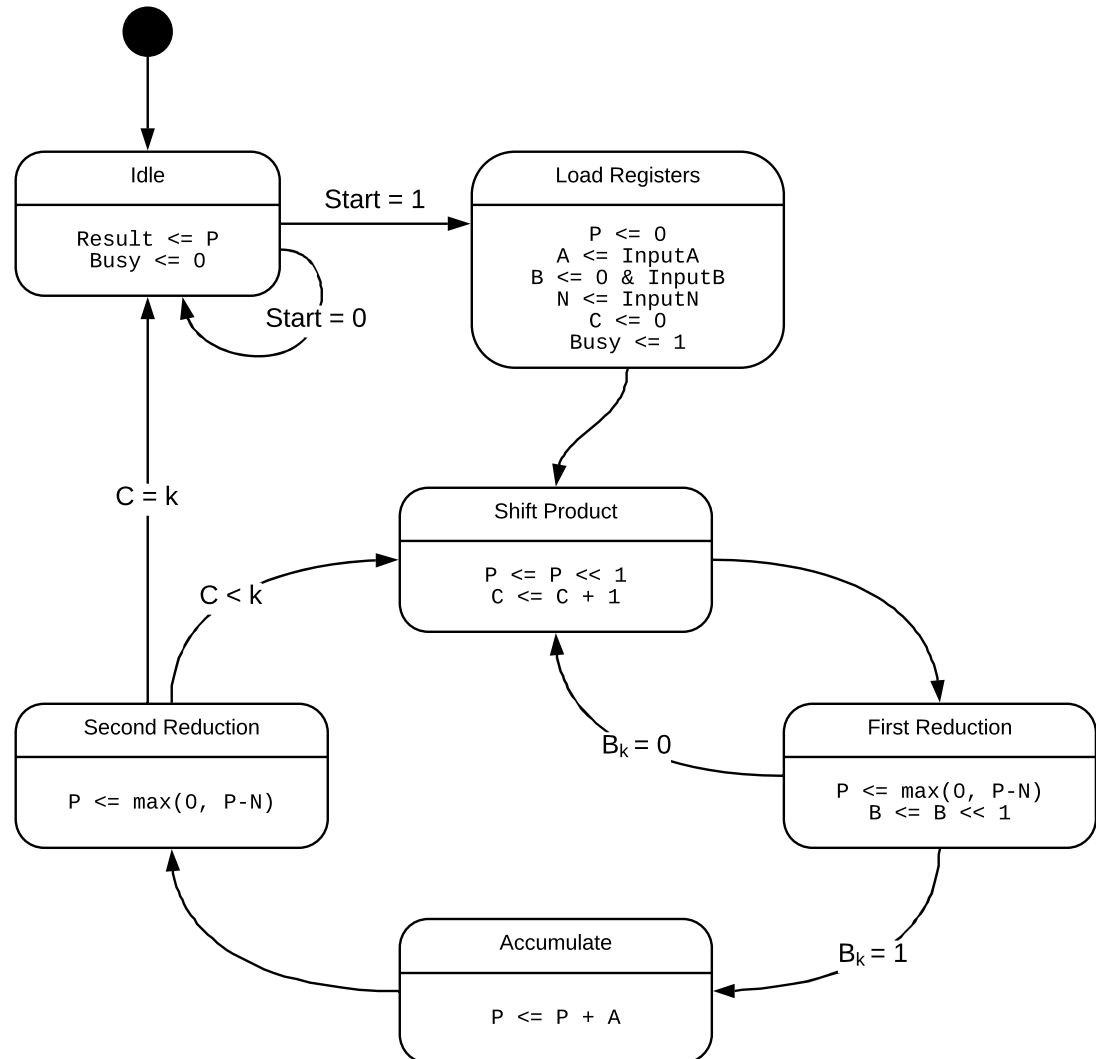 Idle
Result <= P
Busy <= 0
Start = 1
Start = 0
Load Registers
P <= 0
A <= InputA
B <= 0 & InputB
N <= InputN
C <= 0
Busy <= 1
C = k
C < k
Shift Product
P <= P << 1
C <= C + 1
Second Reduction
P <= max(0, P-N)
Bk = 0
First Reduction
P <= max(0, P-N)
B <= B << 1
Bk = 1
Accumulate
P <= P + A